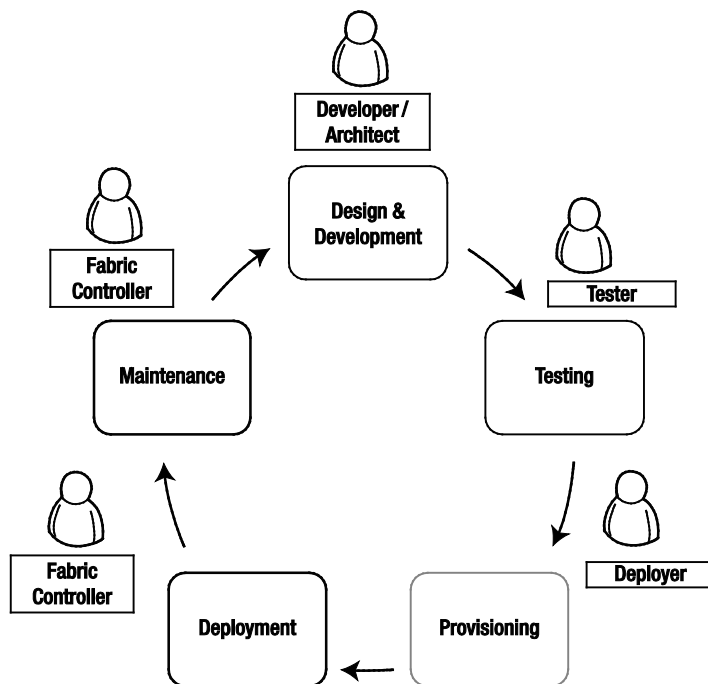 Developer /
Architect
Design &
Development
Fabric
Controller
Tester
Maintenance
Testing
Fabric
Controller
Deployer
Deployment
Provisioning